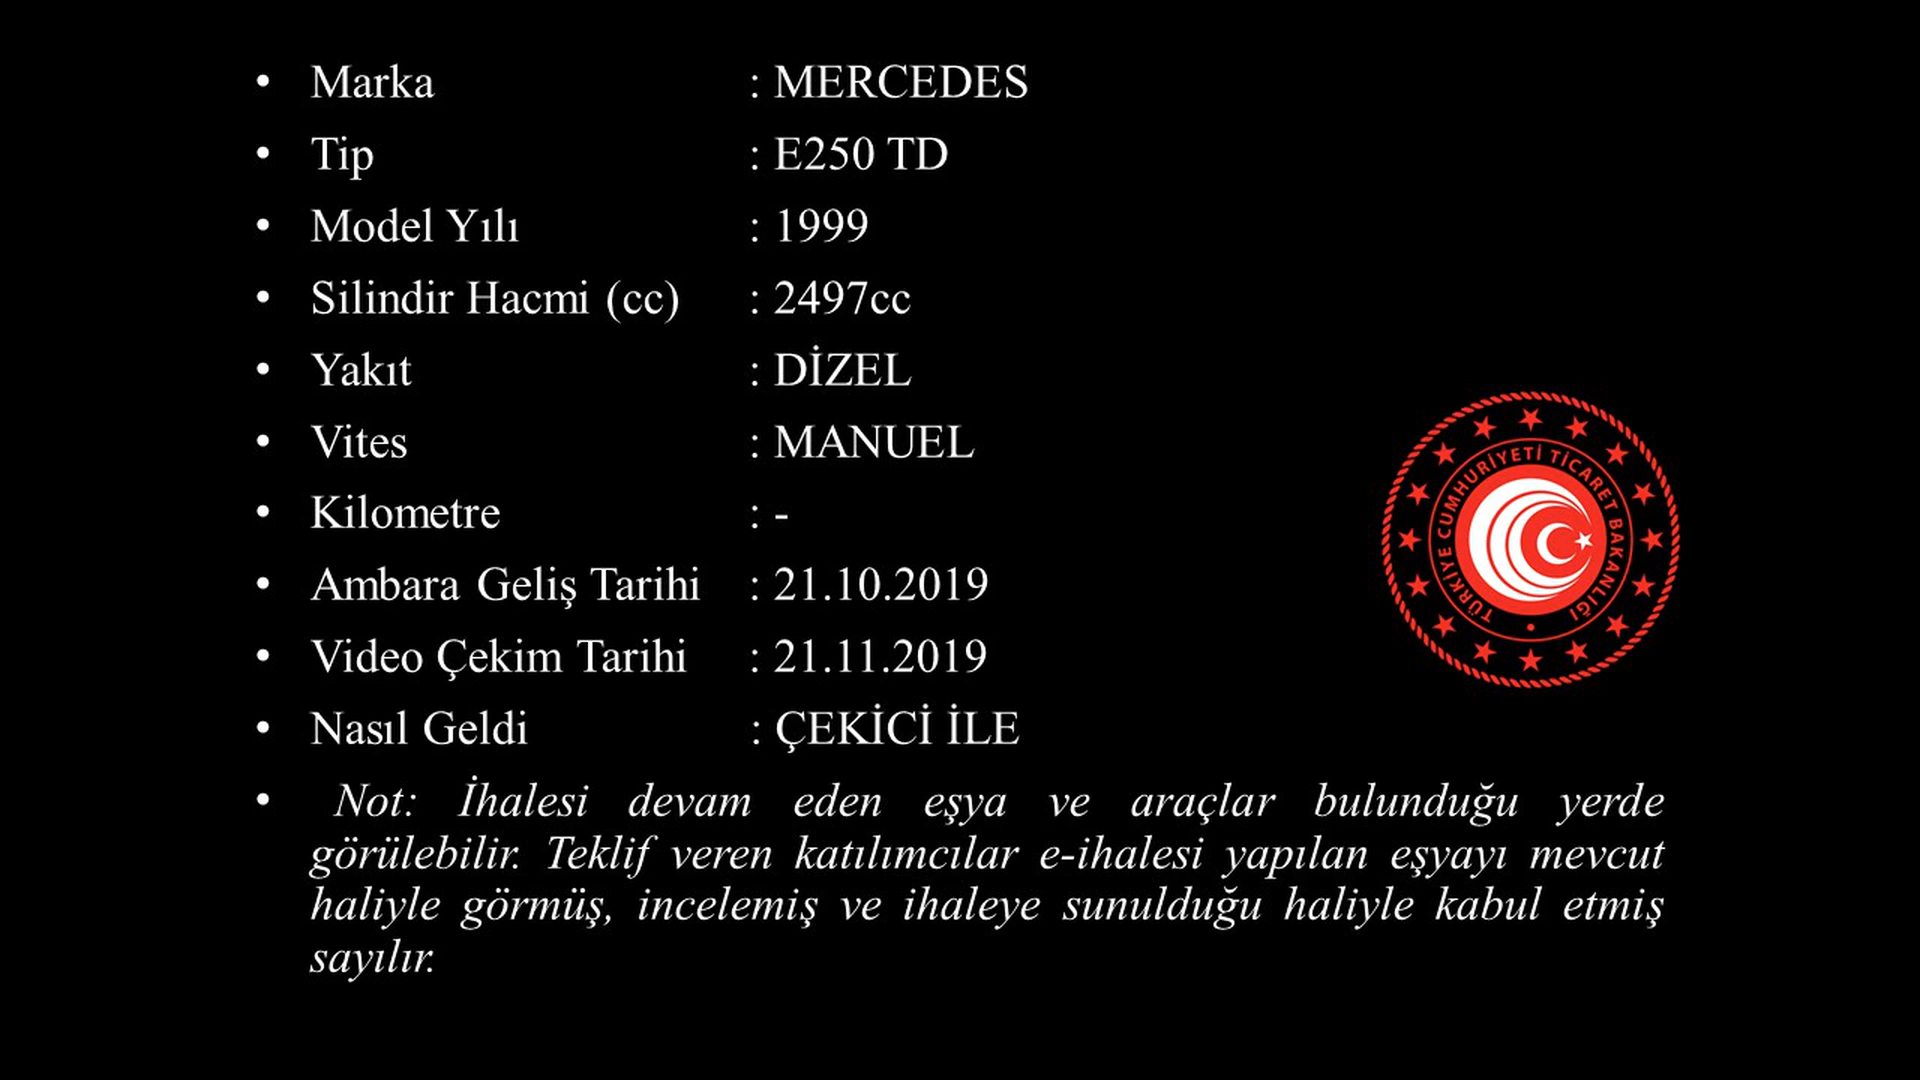 • Marka : MERCEDES
• Tip : E250 TD
• Model Yılı : 1999
• Silindir Hacmi (cc) : 2497cc
• Yakıt : DİZEL
• Vites : MANUEL
• Kilometre : -
• Ambara Geliş Tarihi : 21.10.2019
• Video Çekim Tarihi : 21.11.2019
• Nasıl Geldi : ÇEKİCİ İLE
• Not: İhalesi devam eden eşya ve araçlar bulunduğu yerde
görülebilir. Teklif veren katılımcılar e-ihalesi yapılan eşyayı mevcut
haliyle görmüş, incelemiş ve ihaleye sunulduğu haliyle kabul etmiş
sayılır.
TÜRKİYE CUMHURİYETİ TİCARET BAKANLIĞI